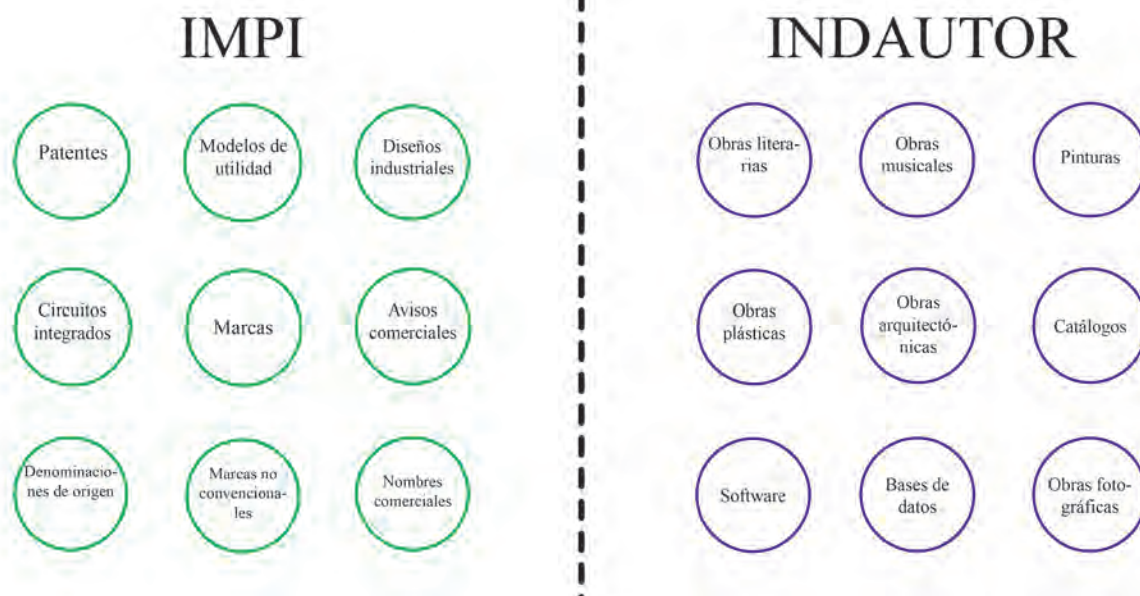 IMPI
Patentes
Modelos de
utilidad
Diseños
industriales
Circuitos
integrados
Marcas
Avisos
comerciales
Denominacio-
nes de origen
Marcas no
convenciona-
les
Nombres
comerciales
INDAUTOR
Obras litera-
rias
Obras
musicales
Pinturas
Obras
plásticas
Obras
arquitectó-
nicas
Catálogos
Software
Bases de
datos
Obras foto-
gráficas